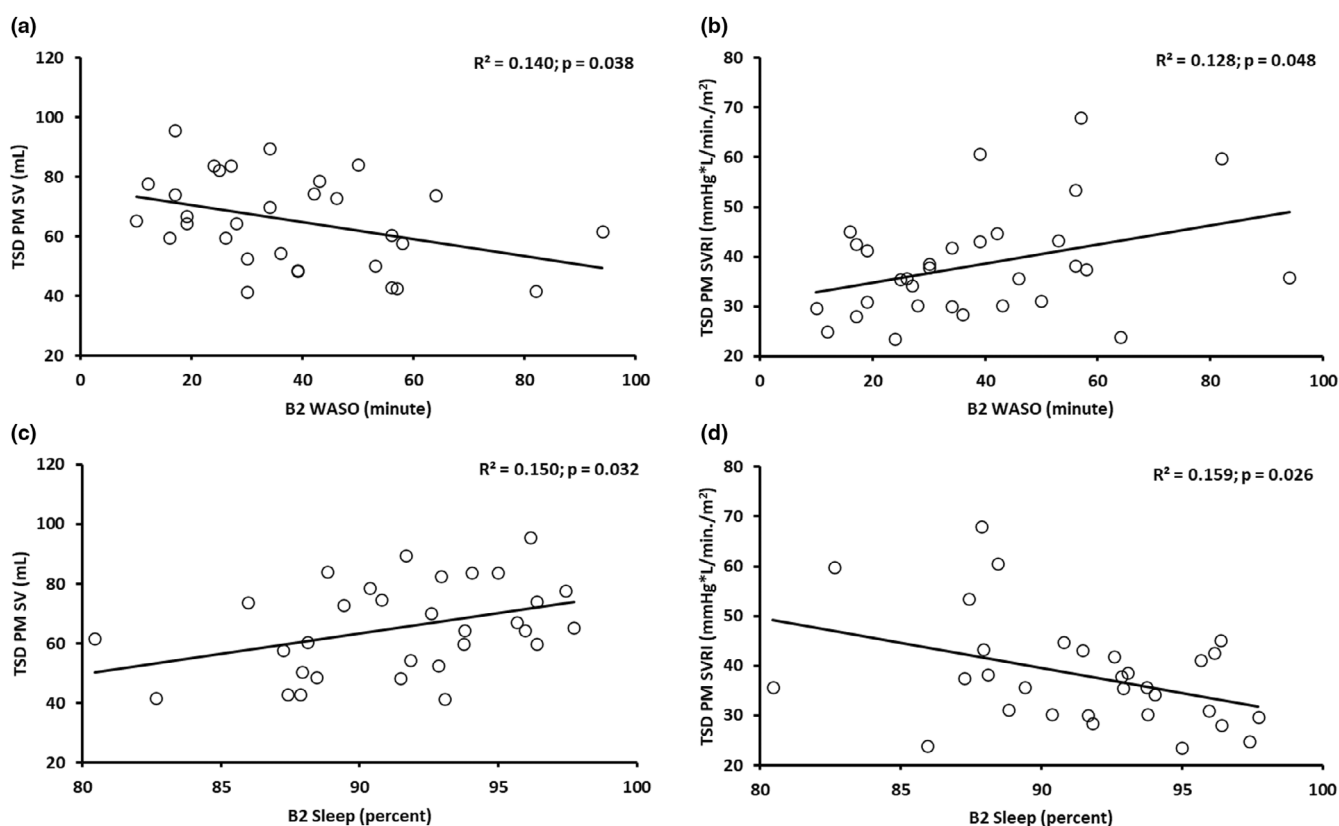 (a)
R² = 0.140; p = 0.038
TSD PM SV (mL)
120
100
80
60
40
20
0 20 40 60 80 100
B2 WASO (minute)
(b)
R² = 0.128; p = 0.048
TSD PM SVRI (mmHg*L/min./m²)
80
70
60
50
40
30
20
0 20 40 60 80 100
B2 WASO (minute)
(c)
R² = 0.150; p = 0.032
TSD PM SV (mL)
120
100
80
60
40
20
80 85 90 95 100
B2 Sleep (percent)
(d)
R² = 0.159; p = 0.026
TSD PM SVRI (mmHg*L/min./m²)
80
70
60
50
40
30
20
80 85 90 95 100
B2 Sleep (percent)